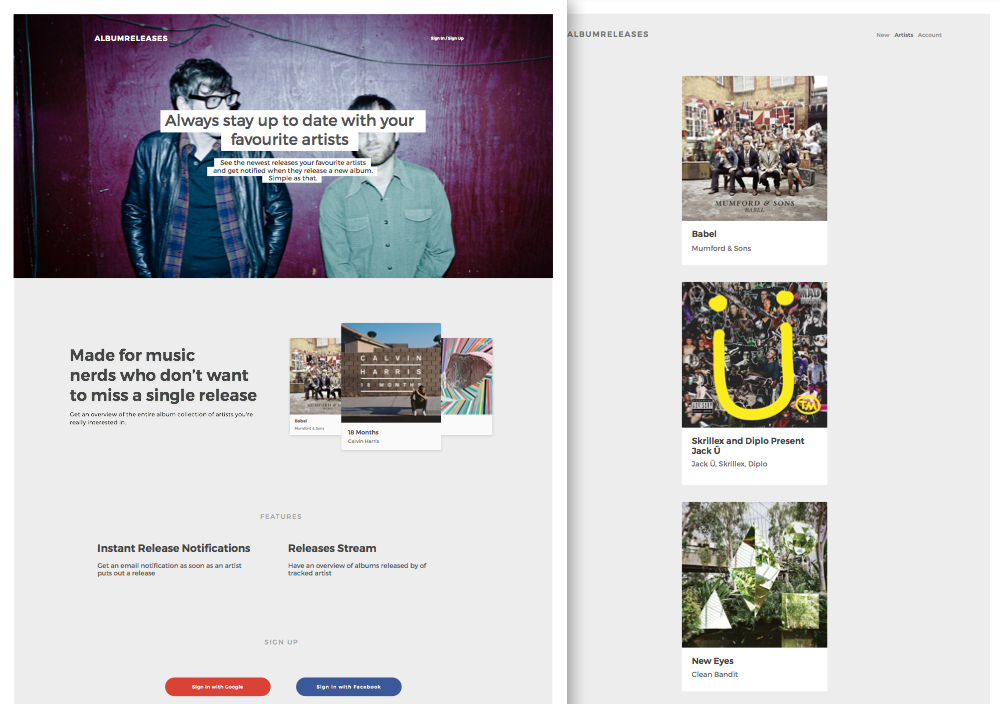 ALBUMRELEASES
Sign In / Sign Up
Always stay up to date with your
favourite artists
See the newest releases your favourite artists
and get notified when they release a new album.
Simple as that.
Made for music
nerds who don't want
to miss a single release
Get an overview of the entire album collection of artists you're
really interested in.
MUMFORD & SONS
Babel
Mumford & Sons
CALVIN
HARRIS
18 MONTHS
18 Months
Calvin Harris
FEATURES
Instant Release Notifications
Get an email notification as soon as an artist
puts out a release
Releases Stream
Have an overview of albums released by of
tracked artist
SIGN UP
Sign in with Google
Sign in with Facebook
ALBUMRELEASES
New Artists Account
MUMFORD & SONS
BABEL
Babel
Mumford & Sons
MAD
Ü
TM
Skrillex and Diplo Present
Jack Ü
Jack Ü, Skrillex, Diplo
New Eyes
Clean Bandit